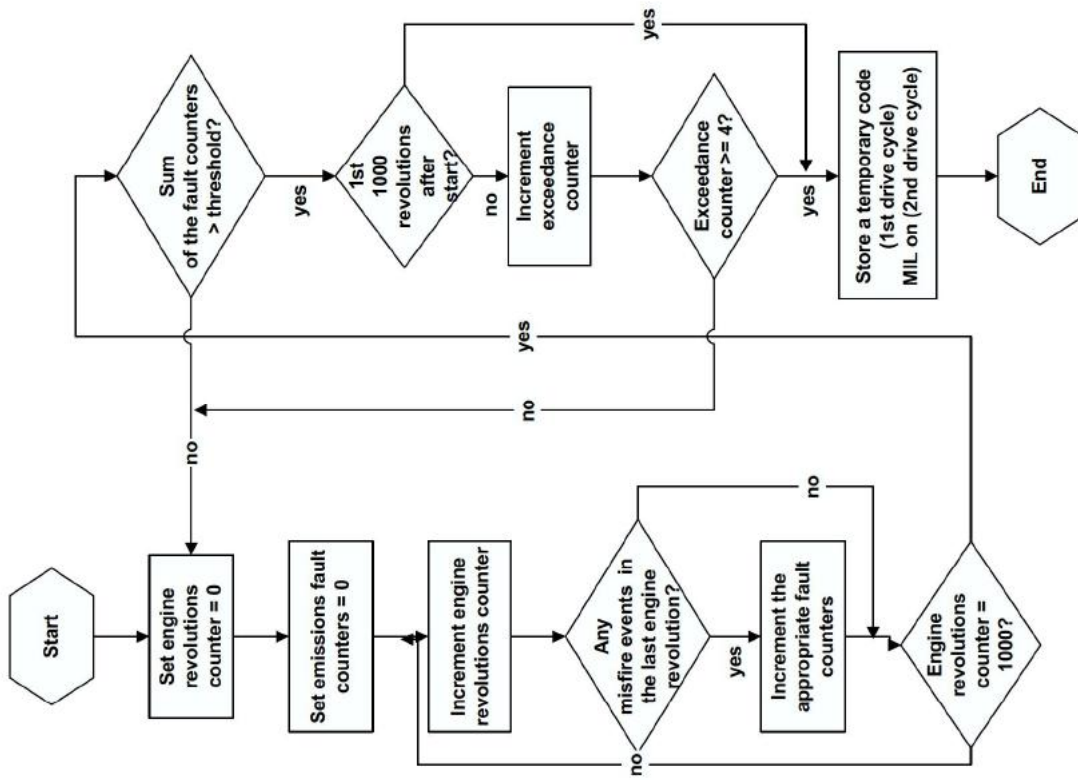 Start
Set engine
revolutions
counter = 0
Set emissions fault
counters = 0
Increment engine
revolutions counter
Any
misfire events in
the last engine
revolution?
yes
no
Increment the
appropriate fault
counters
Engine
revolutions
counter =
1000?
no
yes
Sum
of the fault counters
> threshold?
no
yes
1st
1000
revolutions
after
start?
yes
no
Increment
exceedance
counter
Exceedance
counter >= 4?
no
yes
Store a temporary code
(1st drive cycle)
MIL on (2nd drive cycle)
End